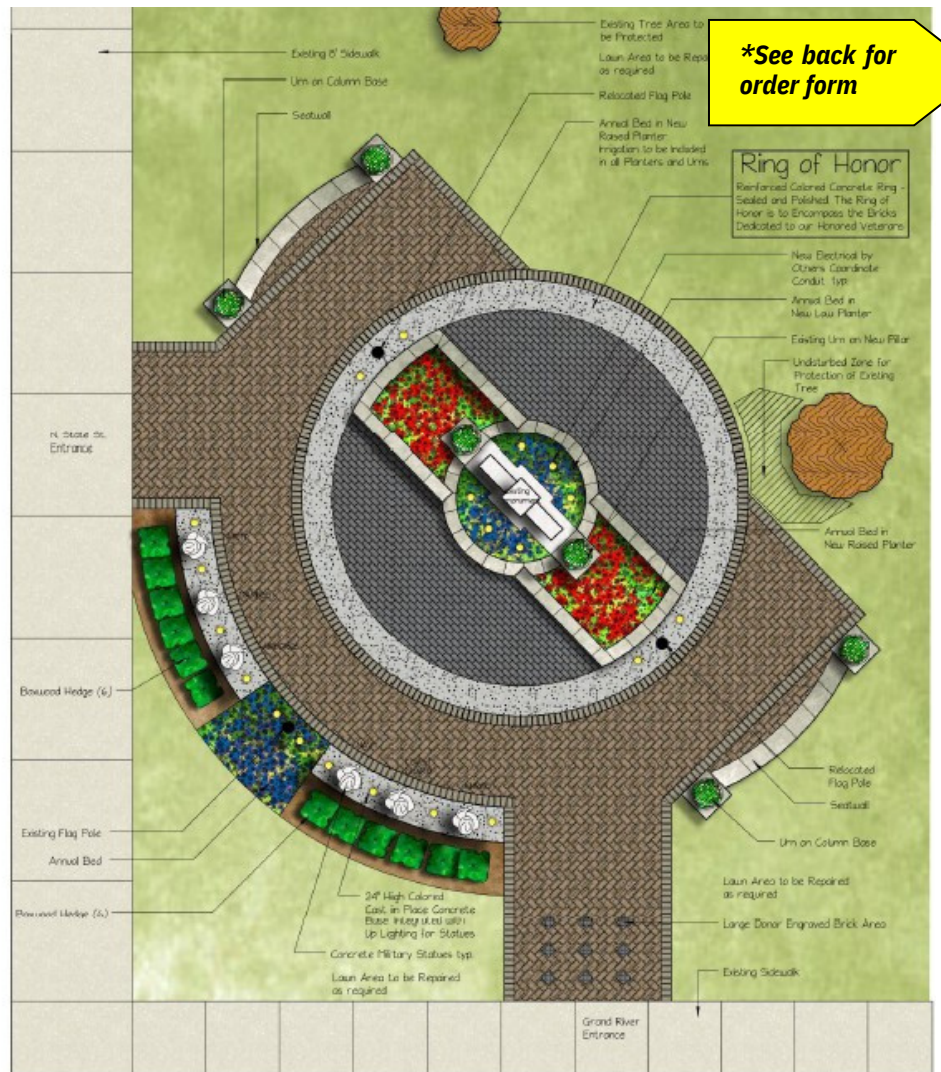 Existing Tree Area to
be Protected
Lawn Area to be Repai
as required
*See back for
order form
Existing 8' Sidewalk
Urn on Column Base
Seatwall
Relocated Flag Pole
Annual Bed in New
Raised Planter
Irrigation to be Included
in all Planters and Urns
Ring of Honor
Reinforced Colored Concrete Ring -
Sealed and Polished. The Ring of
Honor is to Encompass the Bricks
Dedicated to our Honored Veterans
New Electrical by
Others Coordinate
Conduit typ.
Annual Bed in
New Low Planter
Existing Urn on New Pillar
Undisturbed Zone for
Protection of Existing
Tree
N. State St.
Entrance
Existing
Annual Bed in
New Raised Planter
Boxwood Hedge (6)
Existing Flag Pole
Annual Bed
Boxwood Hedge (6)
Relocated
Flag Pole
Seatwall
Urn on Column Base
24" High Colored
Cast in Place Concrete
Base Integrated with
Up Lighting for Statues
Concrete Military Statues typ.
Lawn Area to be Repaired
as required
Lawn Area to be Repaired
as required
Large Donor Engraved Brick Area
Existing Sidewalk
Grand River
Entrance